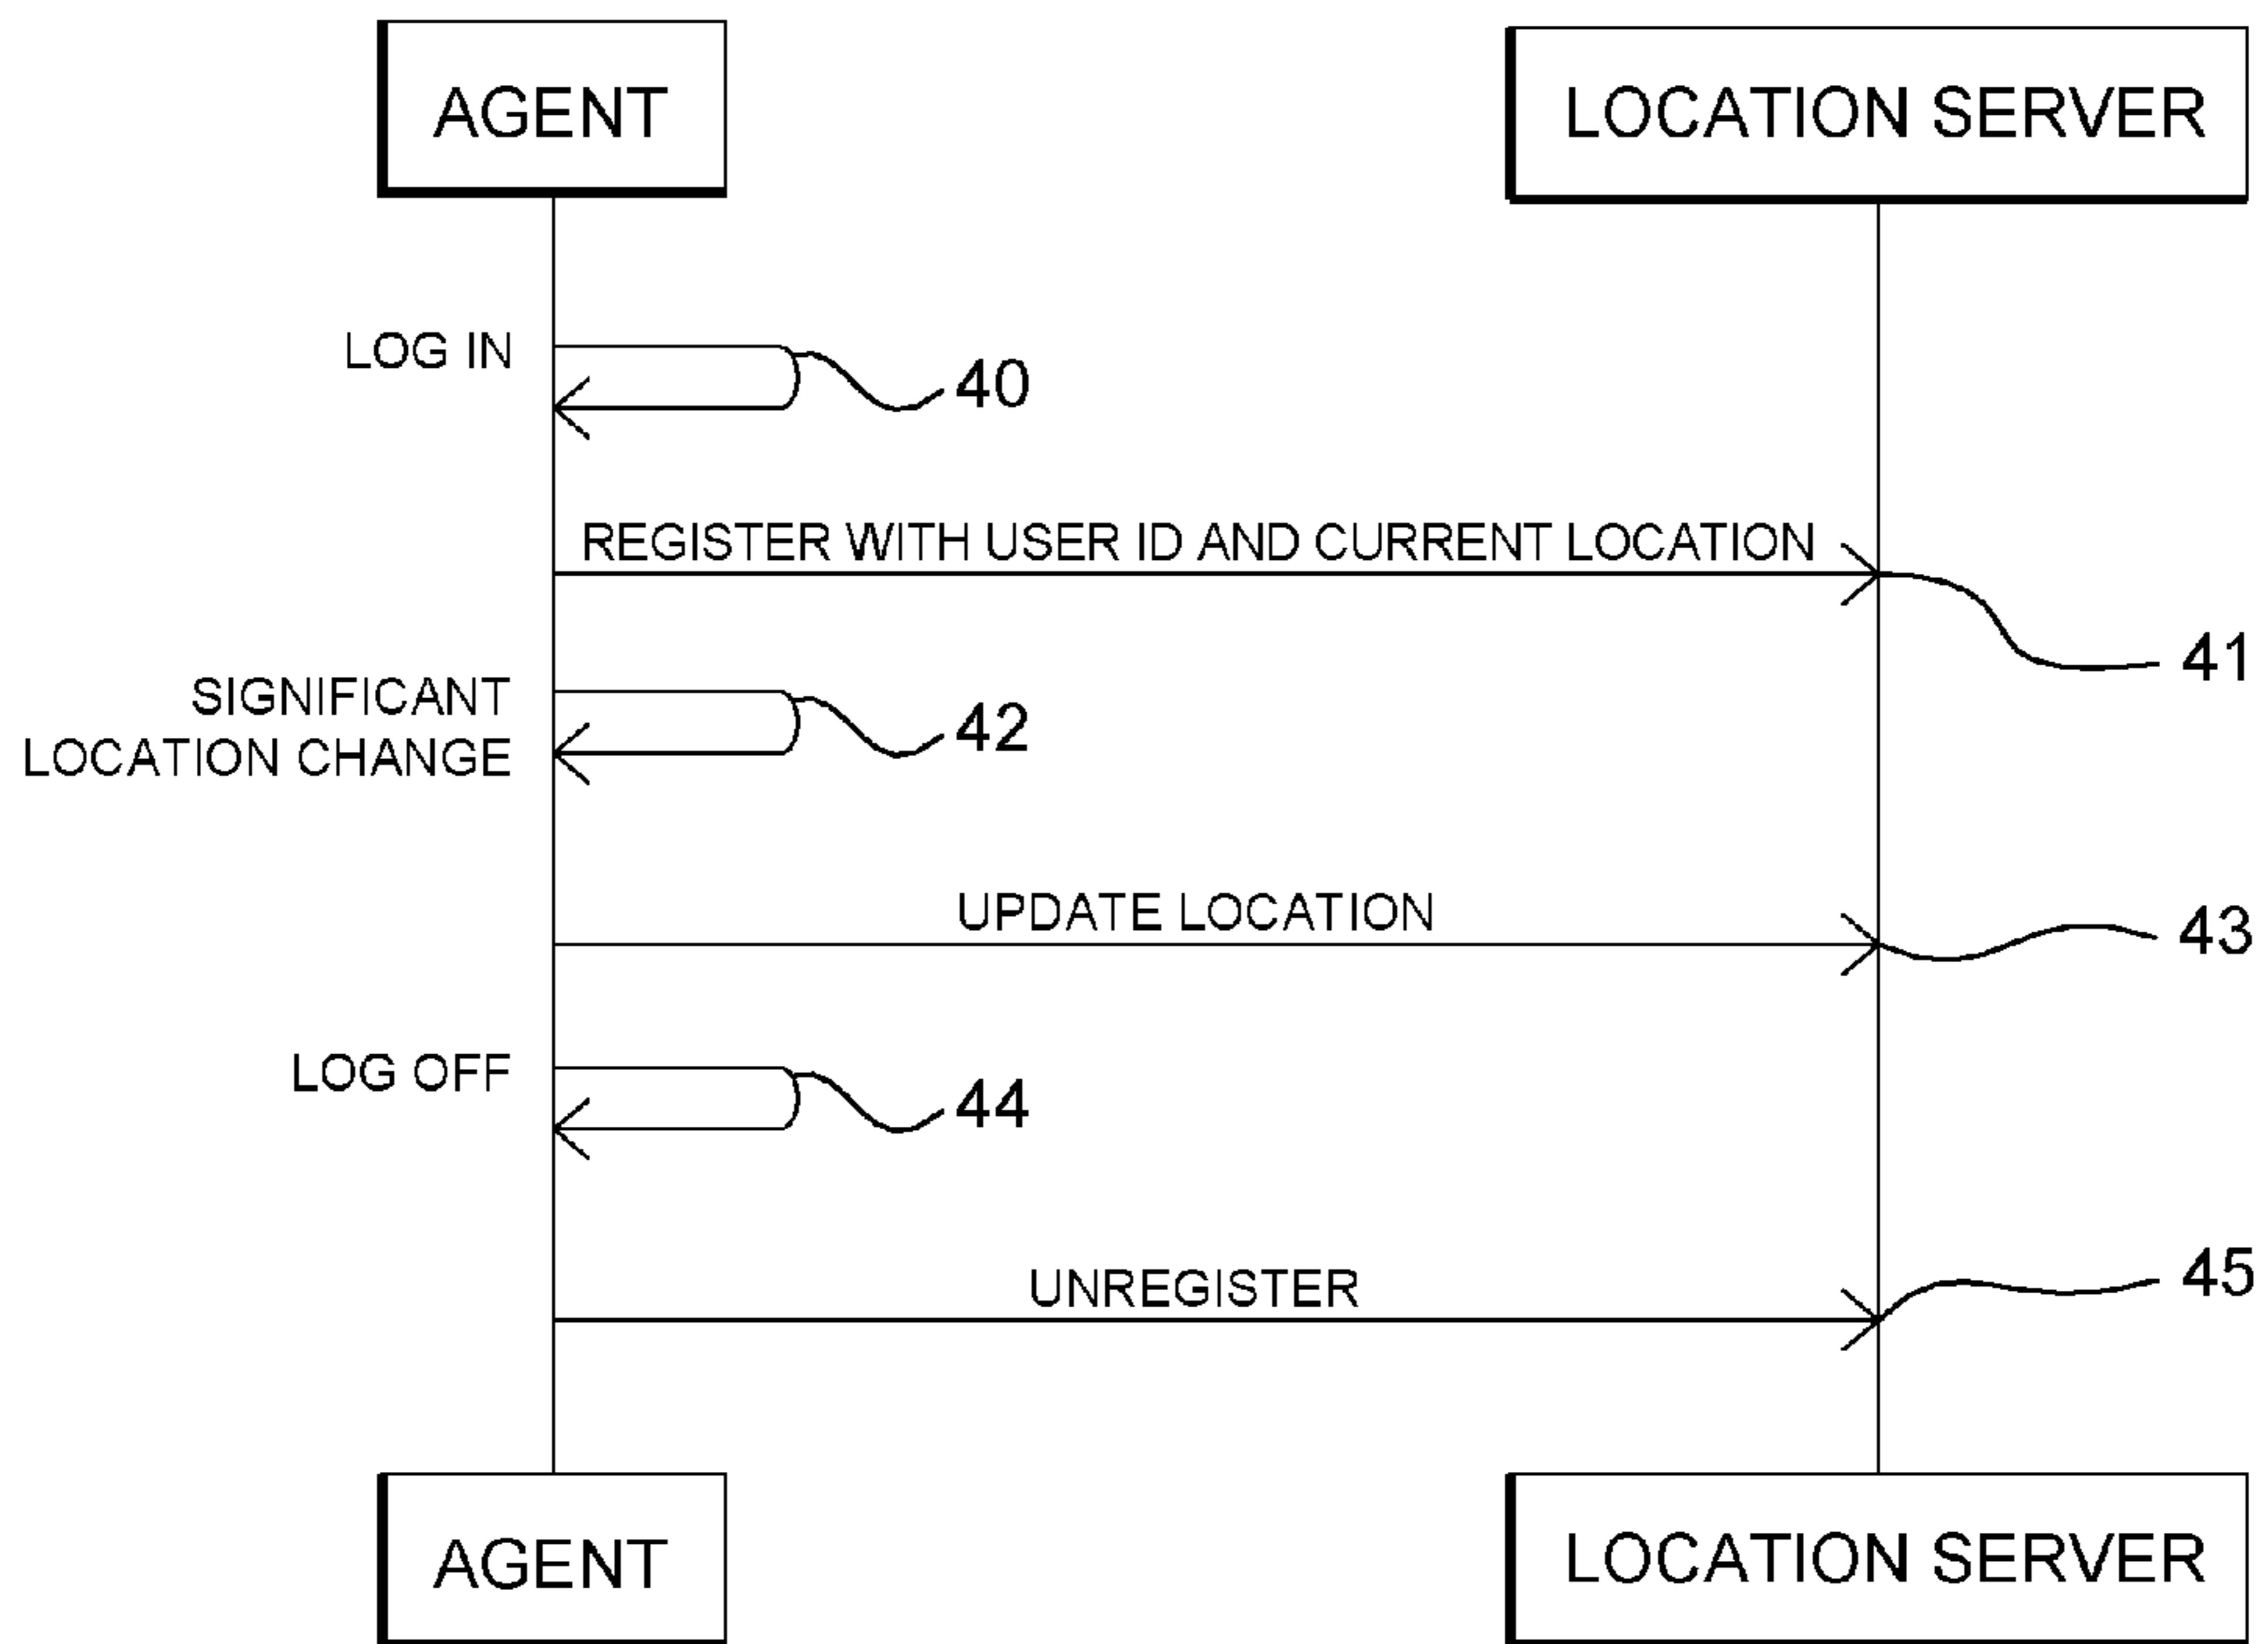 AGENT
LOCATION SERVER
LOG IN
40
REGISTER WITH USER ID AND CURRENT LOCATION
41
SIGNIFICANT
LOCATION CHANGE
42
UPDATE LOCATION
43
LOG OFF
44
UNREGISTER
45
AGENT
LOCATION SERVER